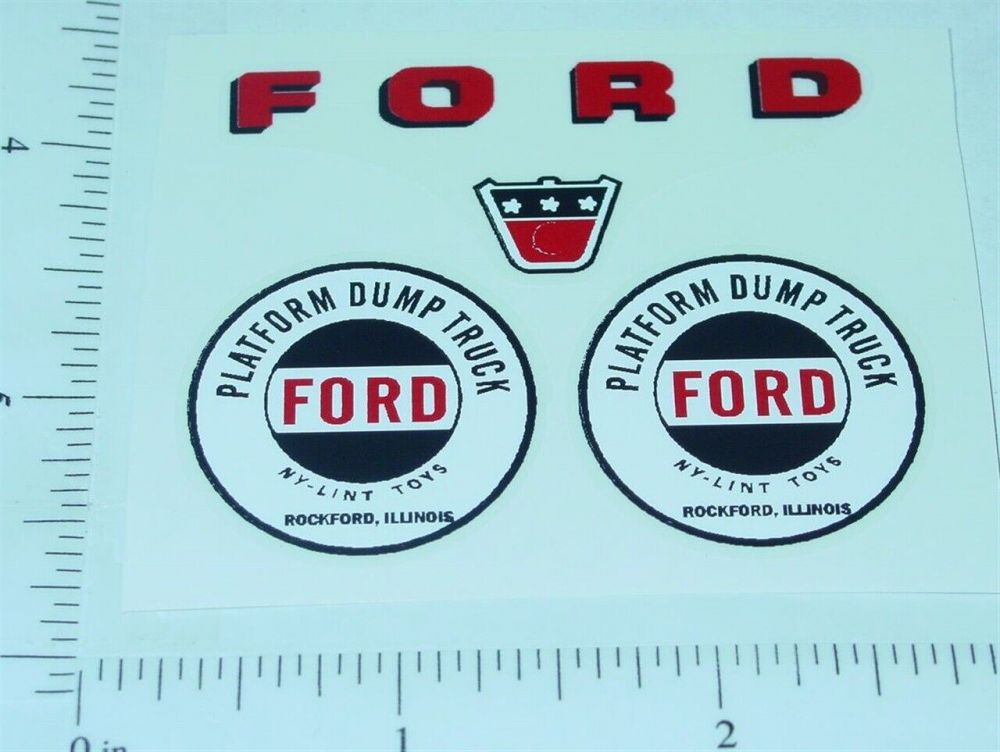 FORD
PLATFORM DUMP TRUCK
FORD
NY-LINT TOYS
ROCKFORD, ILLINOIS
PLATFORM DUMP TRUCK
FORD
NY-LINT TOYS
ROCKFORD, ILLINOIS
4
0 in
1
2